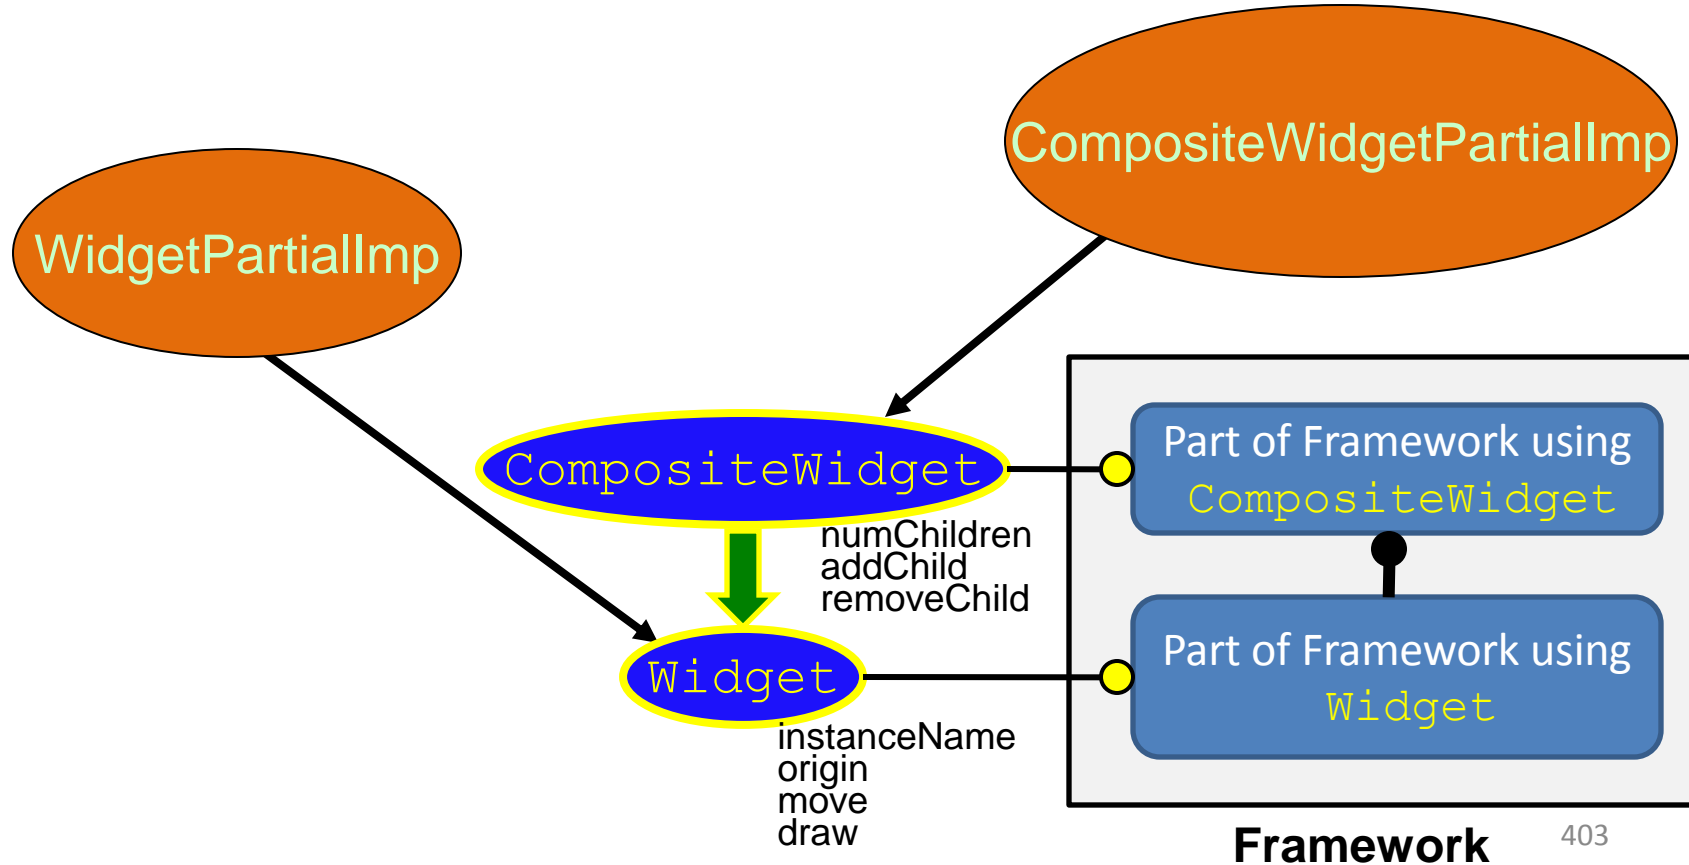 CompositeWidgetPartialImp
WidgetPartialImp
CompositeWidget
numChildren
addChild
removeChild
Widget
instanceName
origin
move
draw
Part of Framework using
CompositeWidget
Part of Framework using
Widget
Framework
403